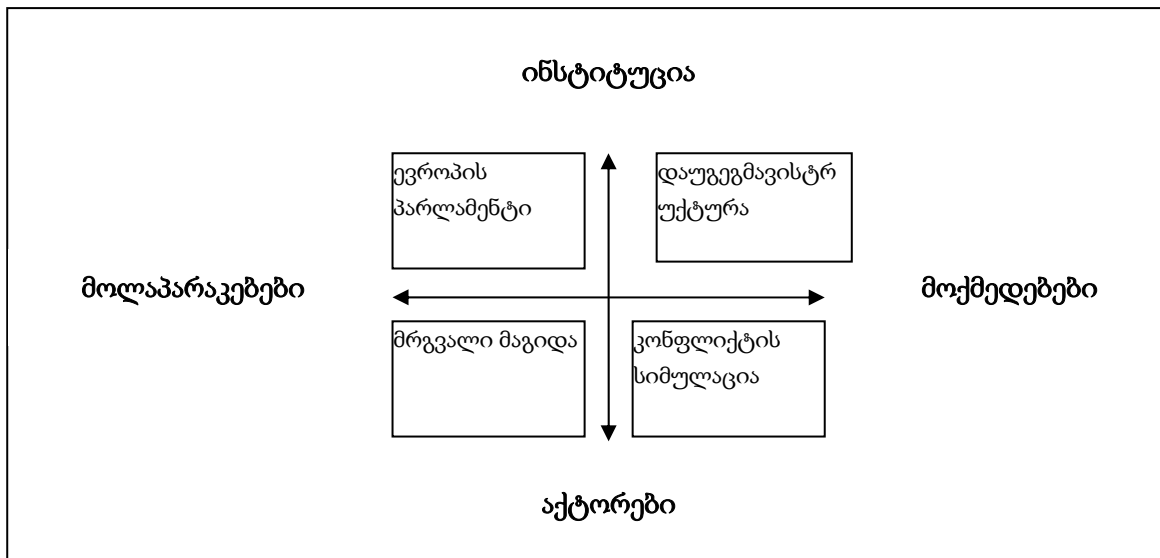 ინსტიტუცია
ევროპის
პარლამენტი
დაუგეგმავისტრ
უქტურა
მოლაპარაკებები
მოქმედებები
მრგვალი მაგიდა
კონფლიქტის
სიმულაცია
აქტორები